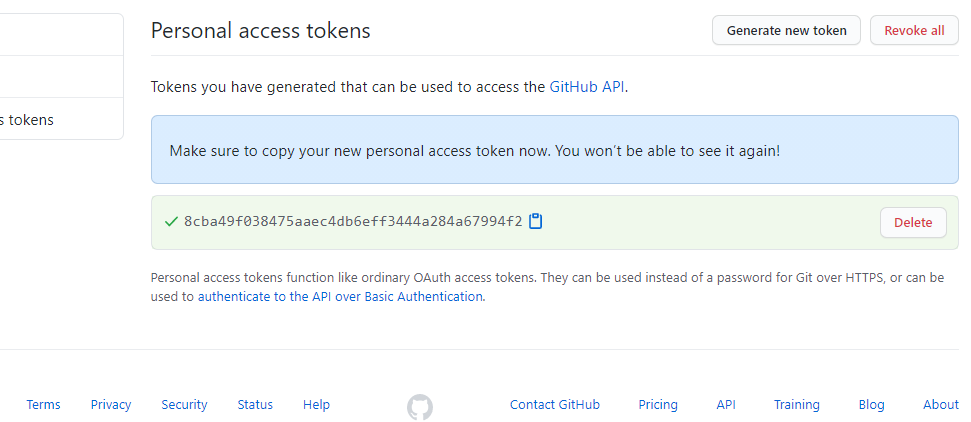 Personal access tokens
Generate new token
Revoke all
Tokens you have generated that can be used to access the GitHub API.
s tokens
Make sure to copy your new personal access token now. You won’t be able to see it again!
8cba49f038475aaec4db6eff3444a284a67994f2
Delete
Personal access tokens function like ordinary OAuth access tokens. They can be used instead of a password for Git over HTTPS, or can be
used to authenticate to the API over Basic Authentication.
Terms Privacy Security Status Help Contact GitHub Pricing API Training Blog About